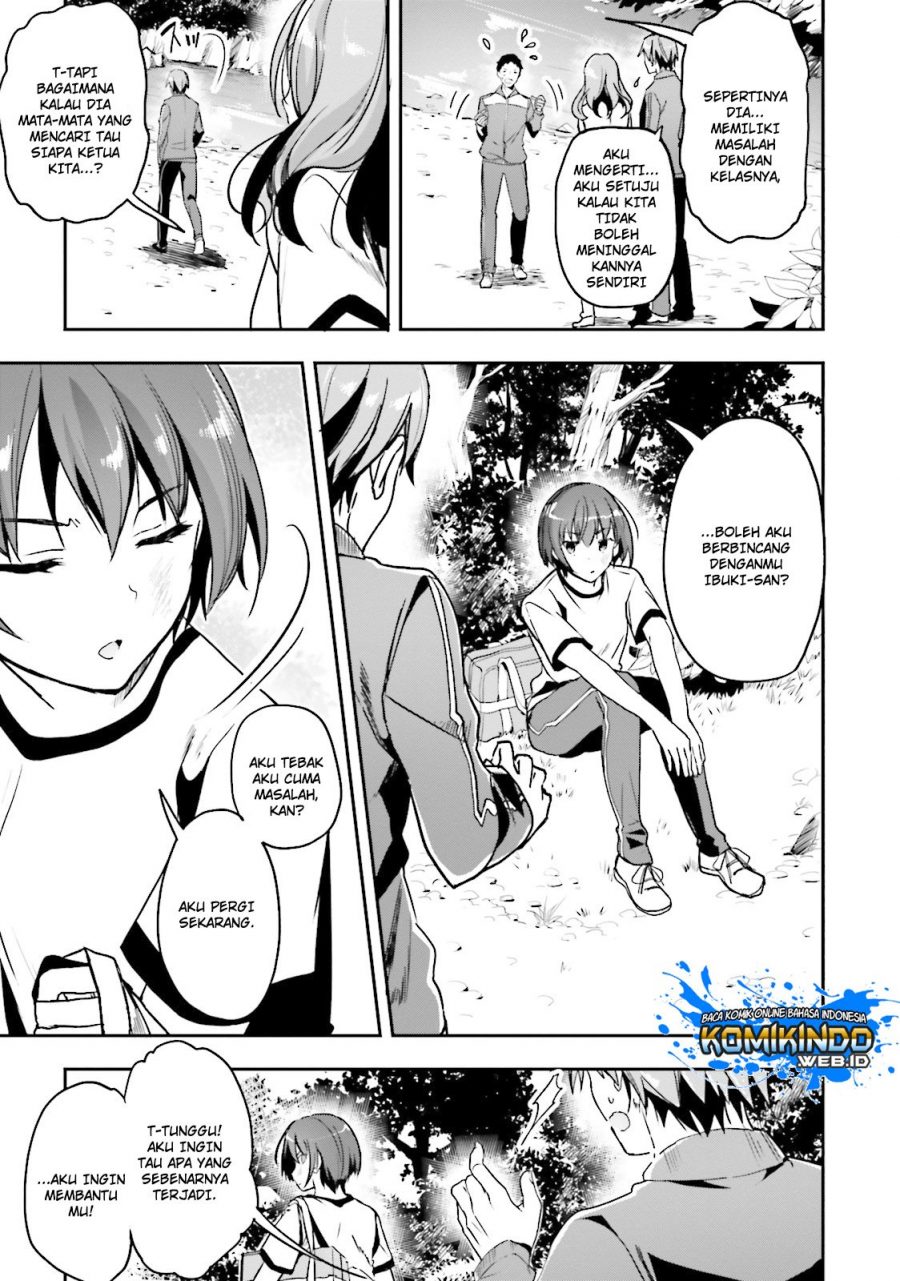 SEPERTINYA
DIA...
MEMILIKI
MASALAH
DENGAN
KELASNYA,
AKU
MENGERTI...
AKU SETUJU
KALAU KITA
TIDAK
BOLEH
MENINGGAL
KANNYA
SENDIRI
T-TAPI
BAGAIMANA
KALAU DIA
MATA-MATA YANG
MENCARI TAU
SIAPA KETUA
KITA...?
ズズッ
...BOLEH AKU
BERBINCANG
DENGANMU
IBUKI-SAN?
AKU TEBAK
AKU CUMA
MASALAH,
KAN?
AKU PERGI
SEKARANG.
BACA KOMIK ONLINE BAHASA INDONESIA
KOMIKINDO
WEB.ID
T-TUNGGU!
AKU INGIN
TAU APA YANG
SEBENARNYA
TERJADI.
...AKU INGIN
MEMBANTU
MU!